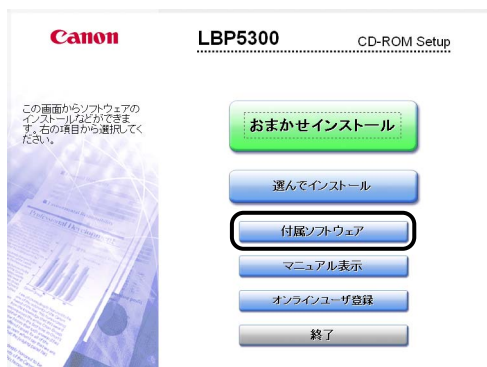 Canon
LBP5300
CD-ROM Setup
この画面からソフトウェアの
インストールなどができま
す。右の項目から選択してく
ださい。
おまかせインストール
選んでインストール
付属ソフトウェア
マニュアル表示
オンラインユーザ登録
終了
Professional Development